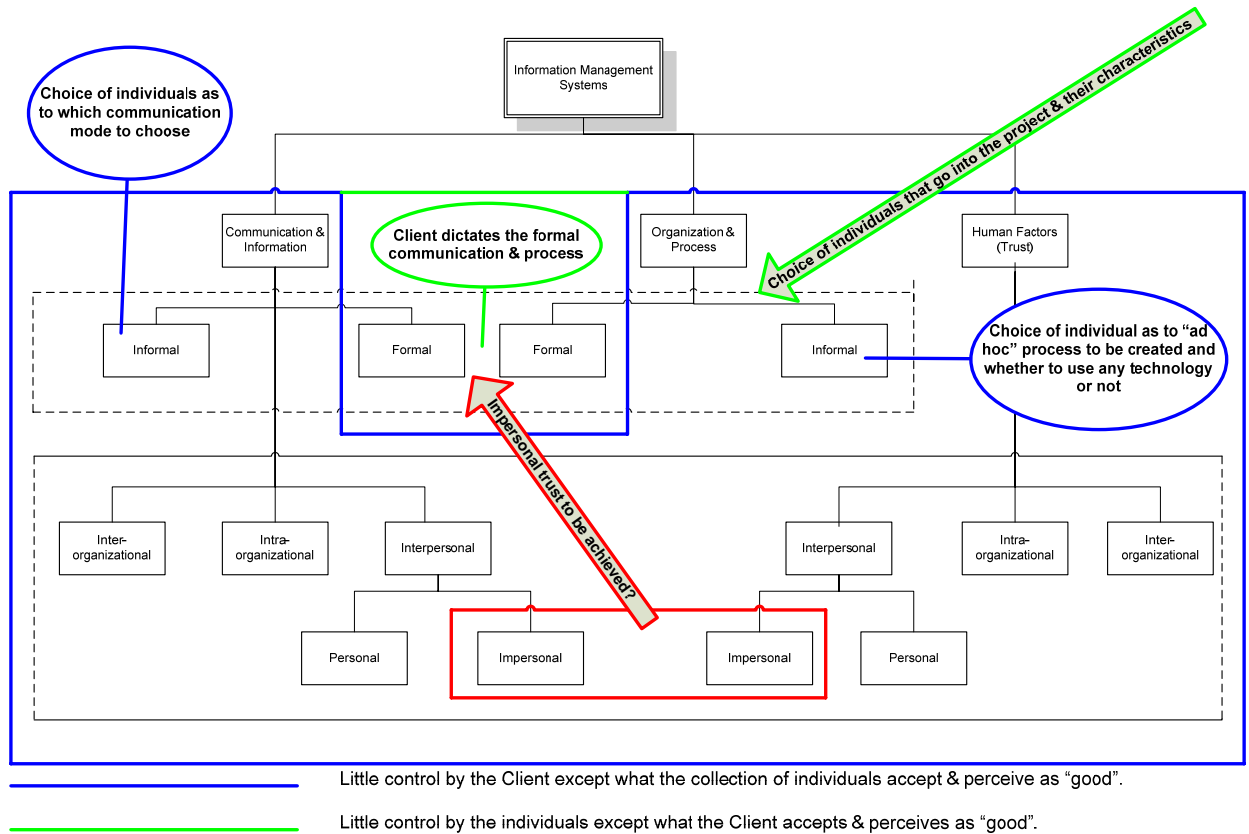 Information Management
Systems
Choice of individuals as
to which communication
mode to choose
Choice of individuals that go into the project & their characteristics
Communication &
Information
Client dictates the formal
communication & process
Organization &
Process
Human Factors
(Trust)
Informal
Formal
Formal
Informal
Choice of individual as to “ad
hoc” process to be created and
whether to use any technology
or not
Impersonal trust to be achieved?
Inter-
organizational
Intra-
organizational
Interpersonal
Interpersonal
Intra-
organizational
Inter-
organizational
Personal
Impersonal
Impersonal
Personal
Little control by the Client except what the collection of individuals accept & perceive as “good”.
Little control by the individuals except what the Client accepts & perceives as “good”.